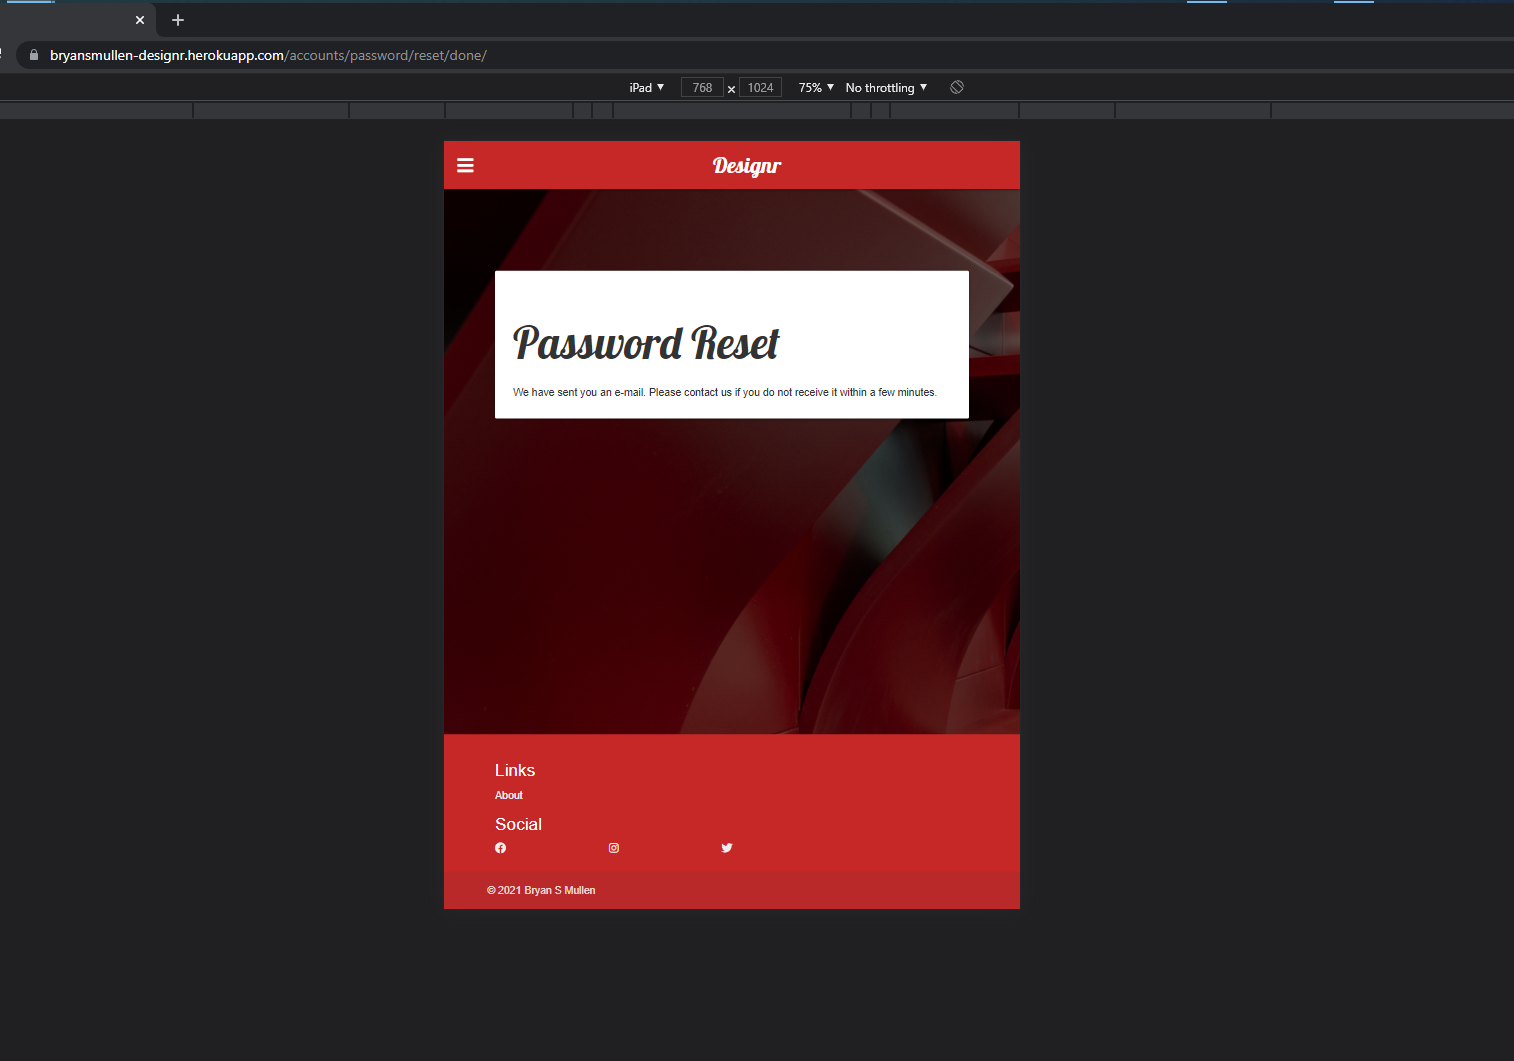 bryansmullen-designr.herokuapp.com/accounts/password/reset/done/
iPad ▼ 768 × 1024 75% ▼ No throttling ▼
Designr
Password Reset
We have sent you an e-mail. Please contact us if you do not receive it within a few minutes.
Links
About
Social
© 2021 Bryan S Mullen